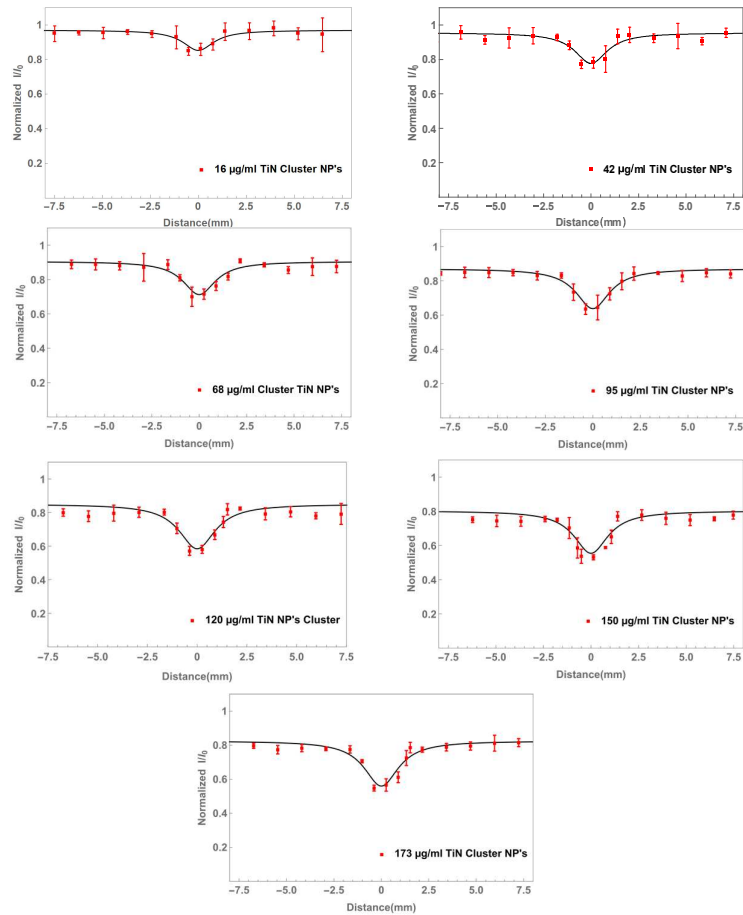 Normalized I/I0
1
0.8
0.6
0.4
0.2
16 µg/ml TiN Cluster NP's
−7.5 −5.0 −2.5 0 2.5 5.0 7.5
Distance(mm)
Normalized I/I0
1
0.8
0.6
0.4
0.2
42 µg/ml TiN Cluster NP's
−7.5 −5.0 −2.5 0 2.5 5.0 7.5
Distance(mm)
Normalized I/I0
1
0.8
0.6
0.4
0.2
68 µg/ml Cluster TiN NP's
−7.5 −5.0 −2.5 0 2.5 5.0 7.5
Distance(mm)
Normalized I/I0
1
0.8
0.6
0.4
0.2
95 µg/ml TiN Cluster NP's
−7.5 −5.0 −2.5 0 2.5 5.0 7.5
Distance(mm)
Normalized I/I0
1
0.8
0.6
0.4
0.2
120 µg/ml TiN NP's Cluster
−7.5 −5.0 −2.5 0 2.5 5.0 7.5
Distance(mm)
Normalized I/I0
1
0.8
0.6
0.4
0.2
150 µg/ml TiN Cluster NP's
−7.5 −5.0 −2.5 0 2.5 5.0 7.5
Distance(mm)
Normalized I/I0
1
0.8
0.6
0.4
0.2
173 µg/ml TiN Cluster NP's
−7.5 −5.0 −2.5 0 2.5 5.0 7.5
Distance(mm)